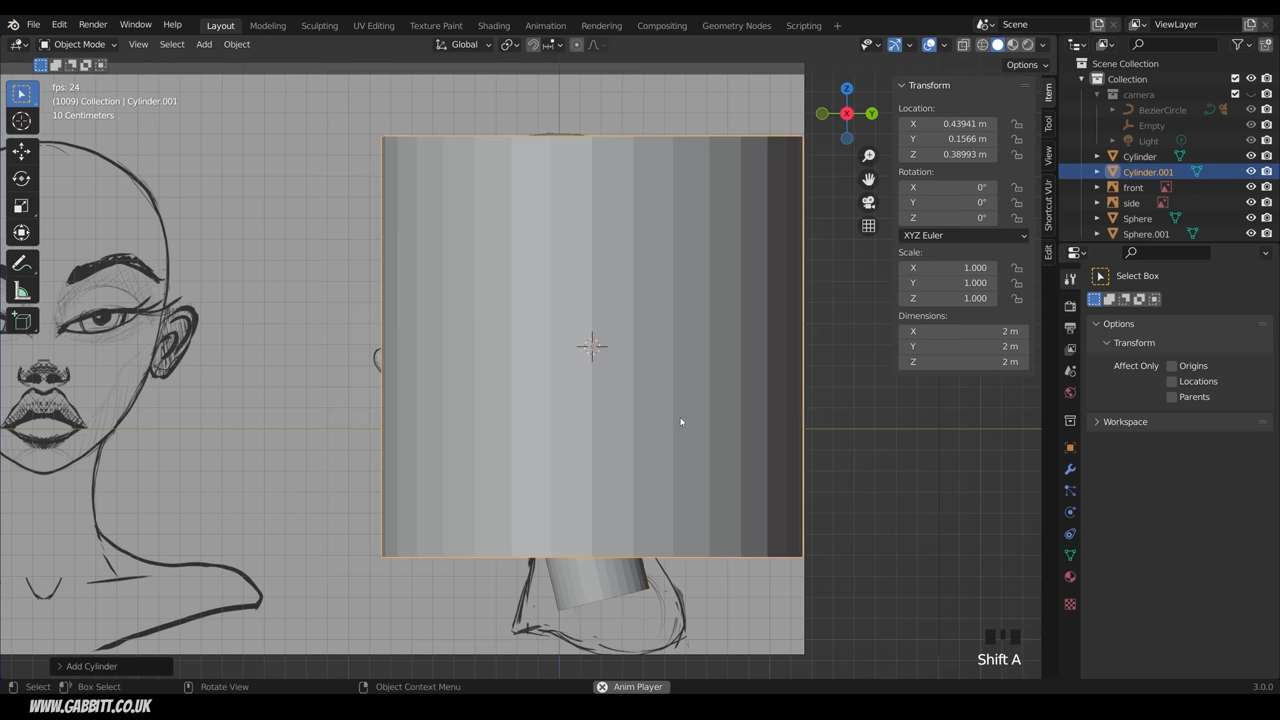 File Edit Render Cylinder Window Help Layout Modeling Sculpting UV Editing Texture Paint Shading Animation Rendering Compositing Geometry Nodes Scripting + Scene ViewLayer
Object Mode View Select Add Object Global
Options
fps: 24
(1009) Collection | Cylinder.001
10 Centimeters
Z
X
Y
Transform
Location:
X 0.43941 m
Y 0.1566 m
Z 0.38993 m
Rotation:
X 0°
Y 0°
Z 0°
XYZ Euler
Scale:
X 1.000
Y 1.000
Z 1.000
Dimensions:
X 2 m
Y 2 m
Z 2 m
Item
Tool
View
Shortcut VUr
Edit
Scene Collection
Collection
camera
BezierCircle
Empty
Light
Cylinder
Cylinder.001
front
side
Sphere
Sphere.001
Select Box
Options
Transform
Affect Only Origins
Locations
Parents
Workspace
Shift A
Add Cylinder
Select Box Select Rotate View Object Context Menu Anim Player 3.0.0
WWW.GABBITT.CO.UK